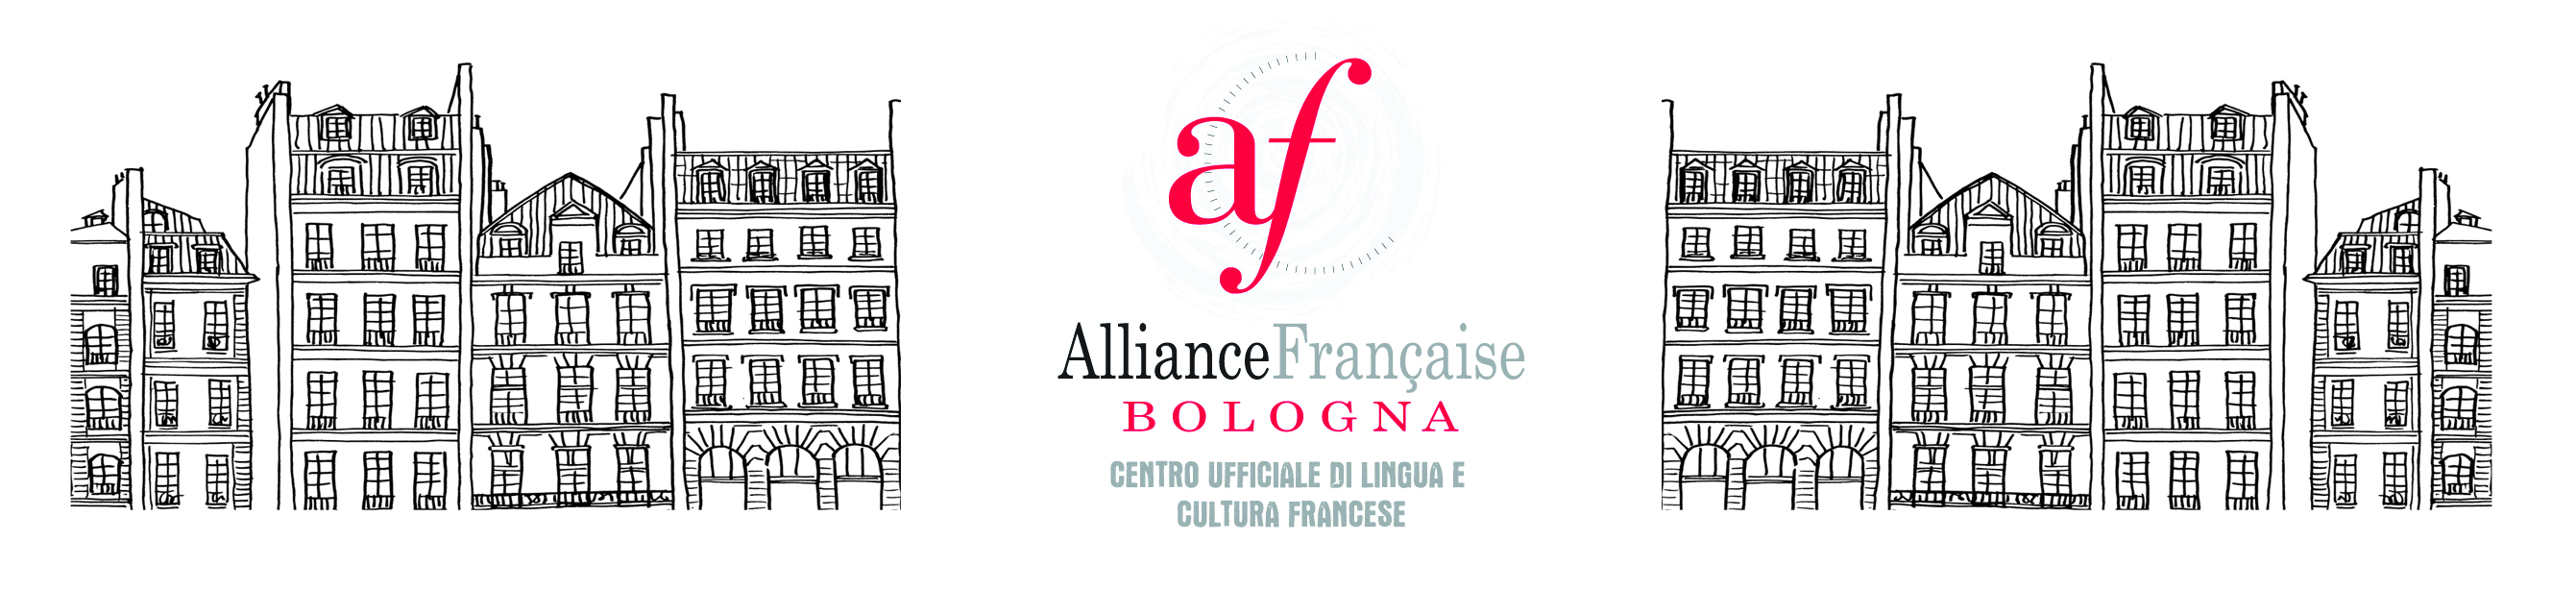 af
AllianceFrançaise
BOLOGNA
CENTRO UFFICIALE DI LINGUA E
CULTURA FRANCESE